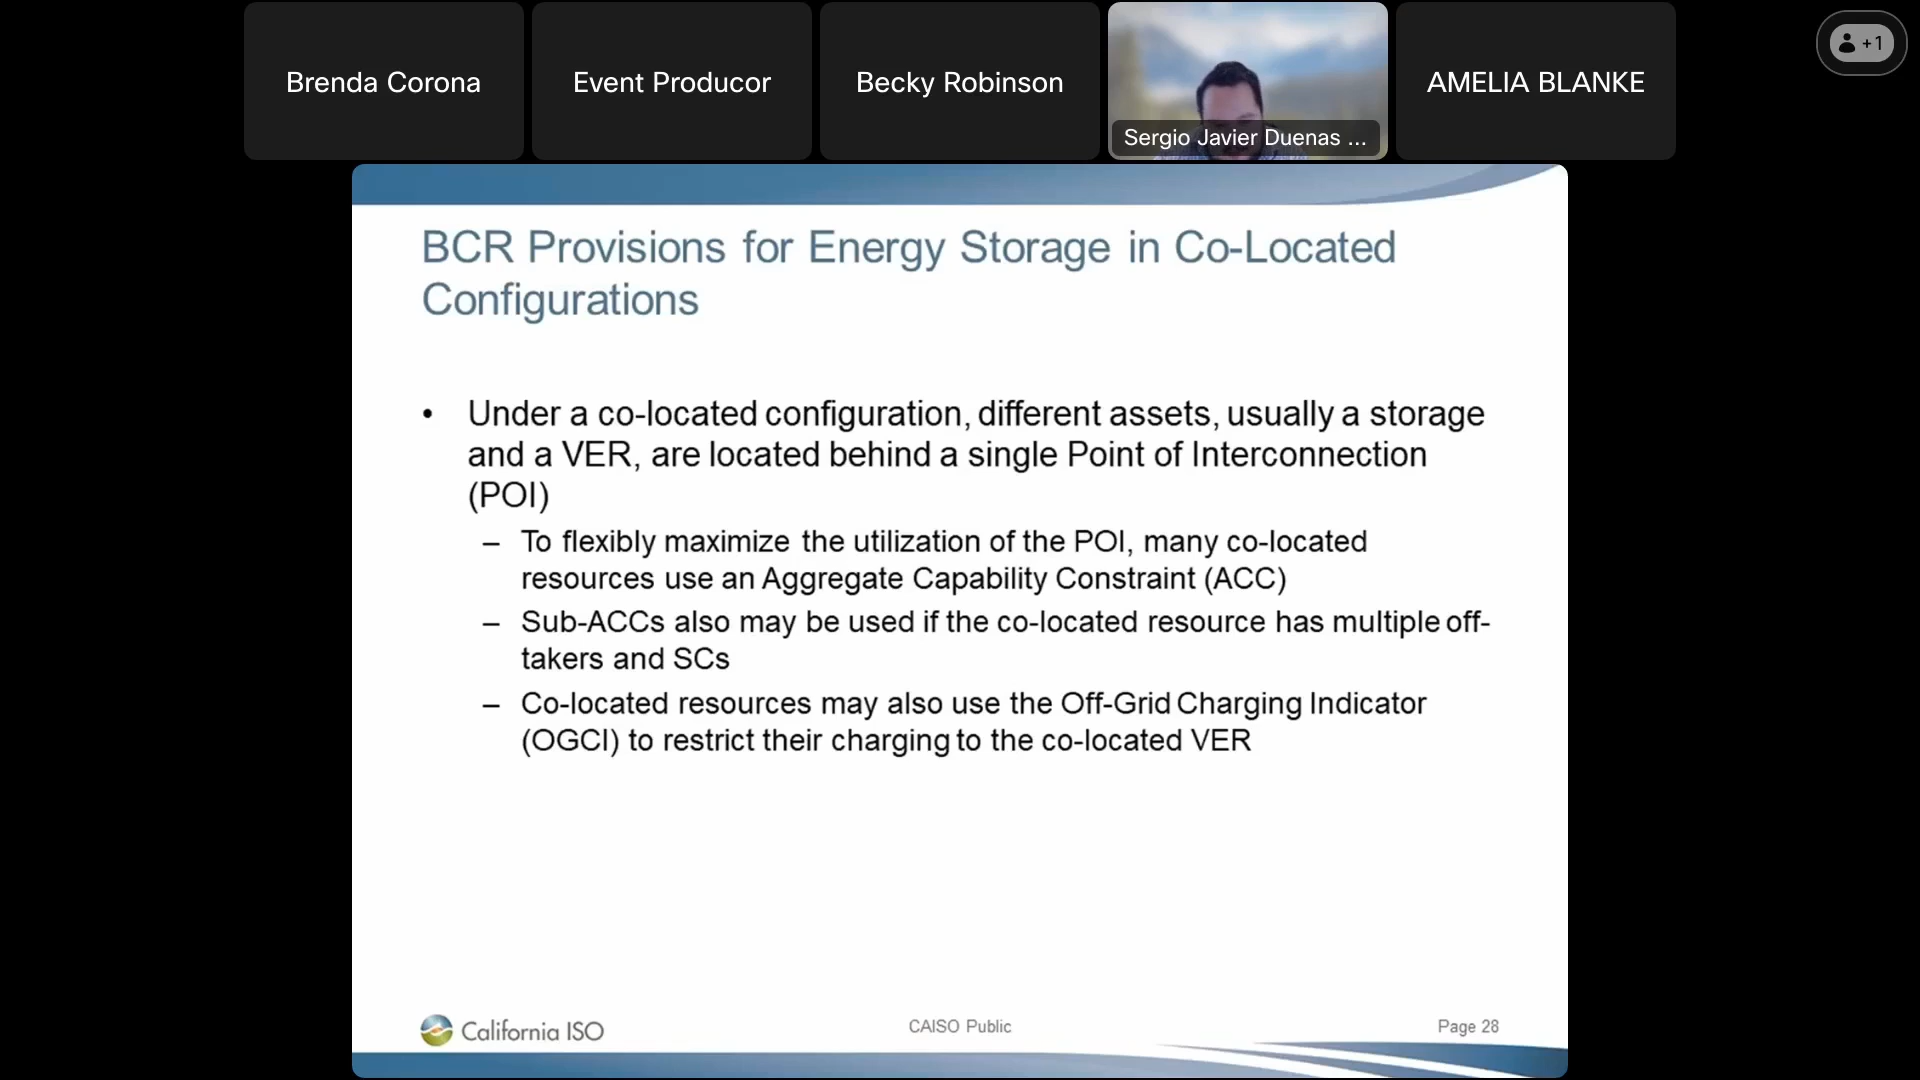 Brenda Corona
Event Producor
Becky Robinson
Sergio Javier Duenas ...
AMELIA BLANKE
+1
BCR Provisions for Energy Storage in Co-Located
Configurations
• Under a co-located configuration, different assets, usually a storage
and a VER, are located behind a single Point of Interconnection
(POI)
– To flexibly maximize the utilization of the POI, many co-located
resources use an Aggregate Capability Constraint (ACC)
– Sub-ACCs also may be used if the co-located resource has multiple off-
takers and SCs
– Co-located resources may also use the Off-Grid Charging Indicator
(OGCI) to restrict their charging to the co-located VER
California ISO
CAISO Public
Page 28